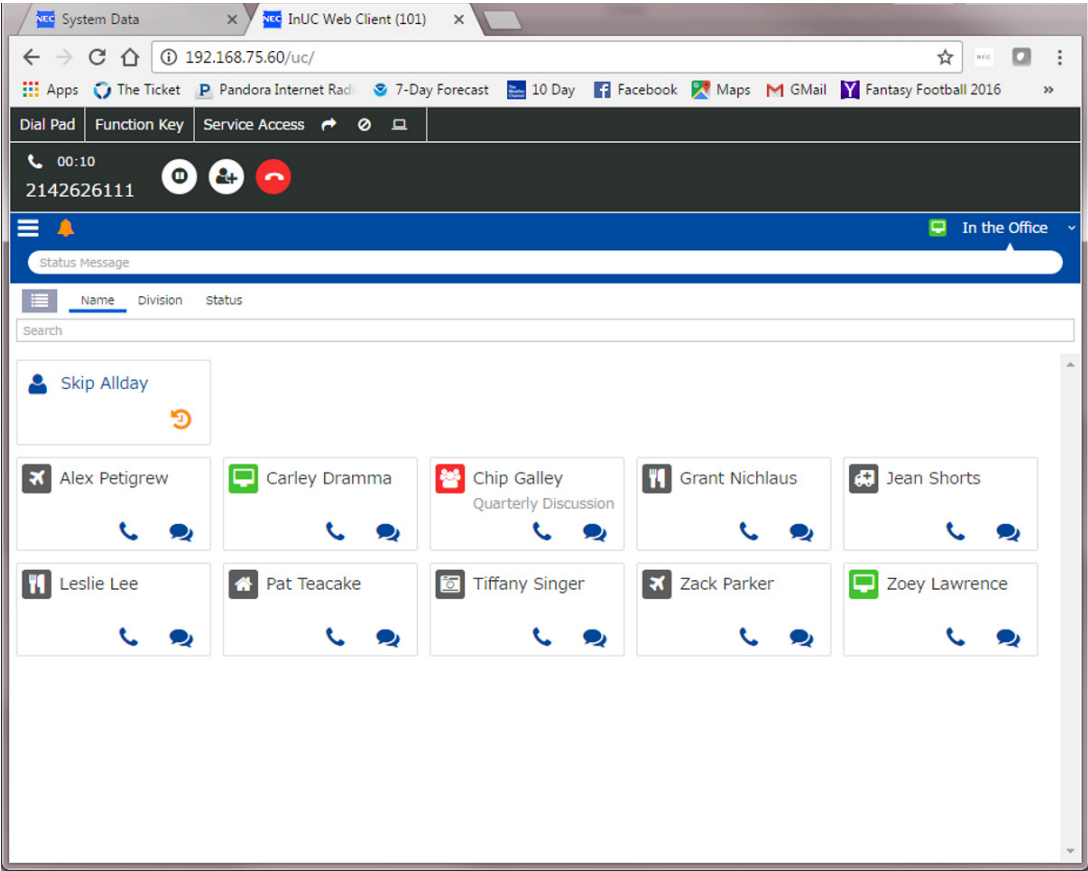 NEC System Data
NEC InUC Web Client (101)
192.168.75.60/uc/
NEC
Apps The Ticket P Pandora Internet Radi 7-Day Forecast 10 Day Facebook Maps M GMail Y Fantasy Football 2016 »
Dial Pad Function Key Service Access
00:10
2142626111
In the Office
Status Message
Name Division Status
Search
Skip Allday
Alex Petigrew Carley Dramma Chip Galley Grant Nichlaus Jean Shorts
Quarterly Discussion
Leslie Lee Pat Teacake Tiffany Singer Zack Parker Zoey Lawrence